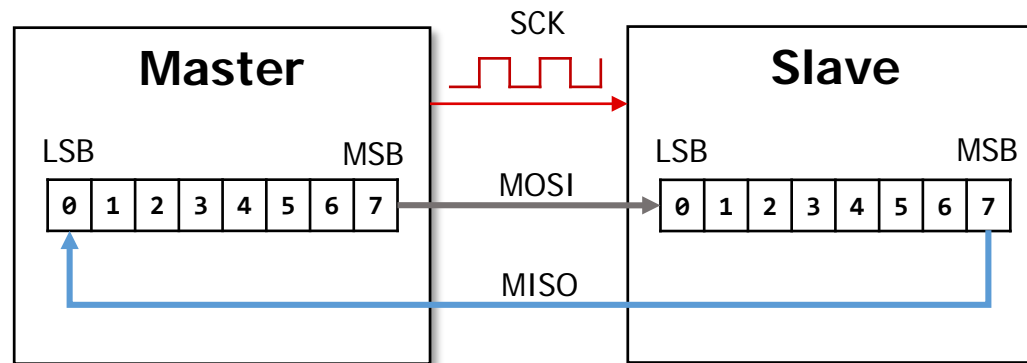 SCK
Master
Slave
LSB
MSB
LSB
MSB
MOSI
0 1 2 3 4 5 6 7
0 1 2 3 4 5 6 7
MISO